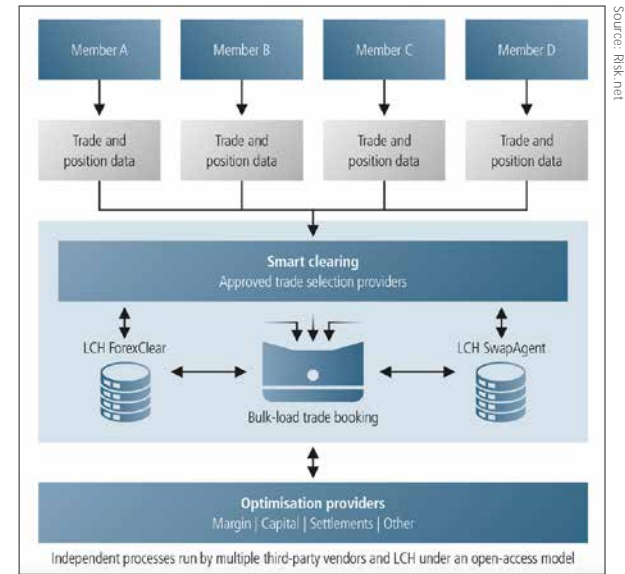 Member A
Member B
Member C
Member D
Trade and
position data
Trade and
position data
Trade and
position data
Trade and
position data
Smart clearing
Approved trade selection providers
LCH ForexClear
LCH SwapAgent
Bulk-load trade booking
Optimisation providers
Margin | Capital | Settlements | Other
Independent processes run by multiple third-party vendors and LCH under an open-access model
Source: Risk.net